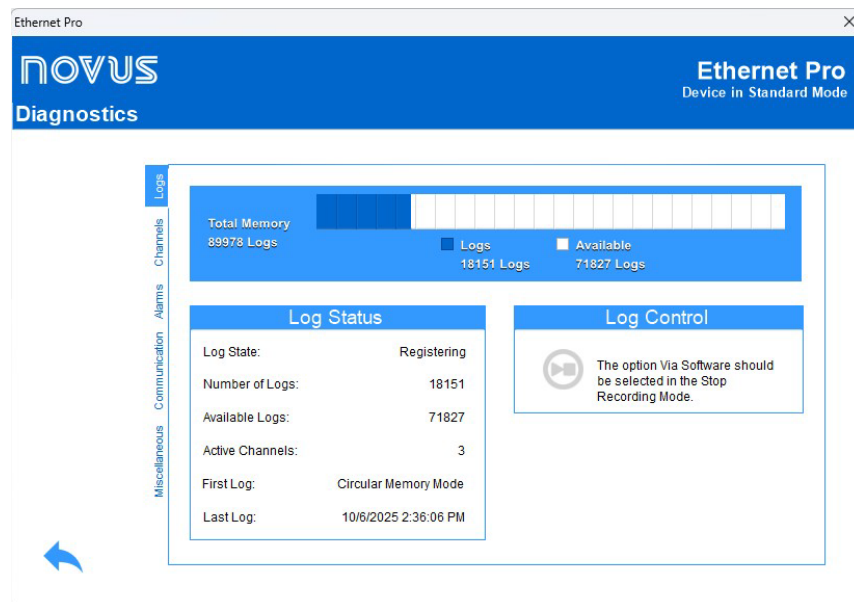 Ethernet Pro
NOVUS
Ethernet Pro
Device in Standard Mode
Diagnostics
Logs
Channels
Alarms
Communication
Miscellaneous
Total Memory
89978 Logs
Logs
18151 Logs
Available
71827 Logs
Log Status
Log State: Registering
Number of Logs: 18151
Available Logs: 71827
Active Channels: 3
First Log: Circular Memory Mode
Last Log: 10/6/2025 2:36:06 PM
Log Control
The option Via Software should
be selected in the Stop
Recording Mode.